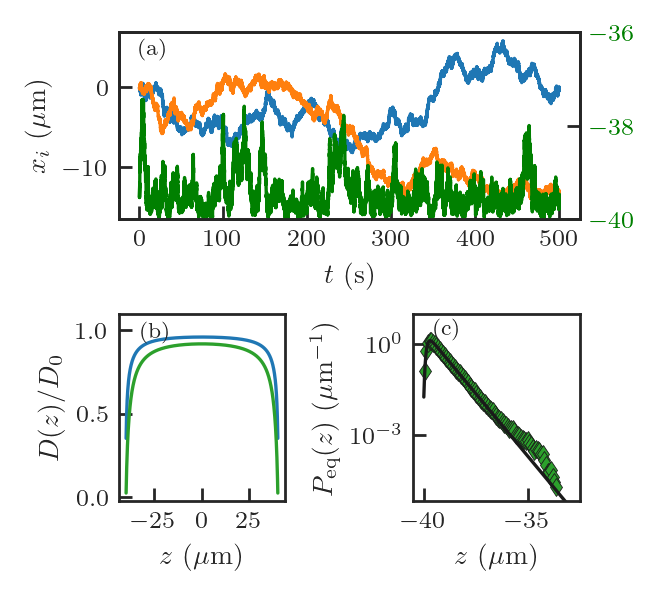 (a)
0
−10
x_i (μm)
−36
−38
−40
0 100 200 300 400 500
t (s)
(b)
1.0
0.5
0.0
D(z)/D_0
−25 0 25
z (μm)
(c)
10^0
10^{−3}
P_eq(z) (μm^{−1})
−40 −35
z (μm)